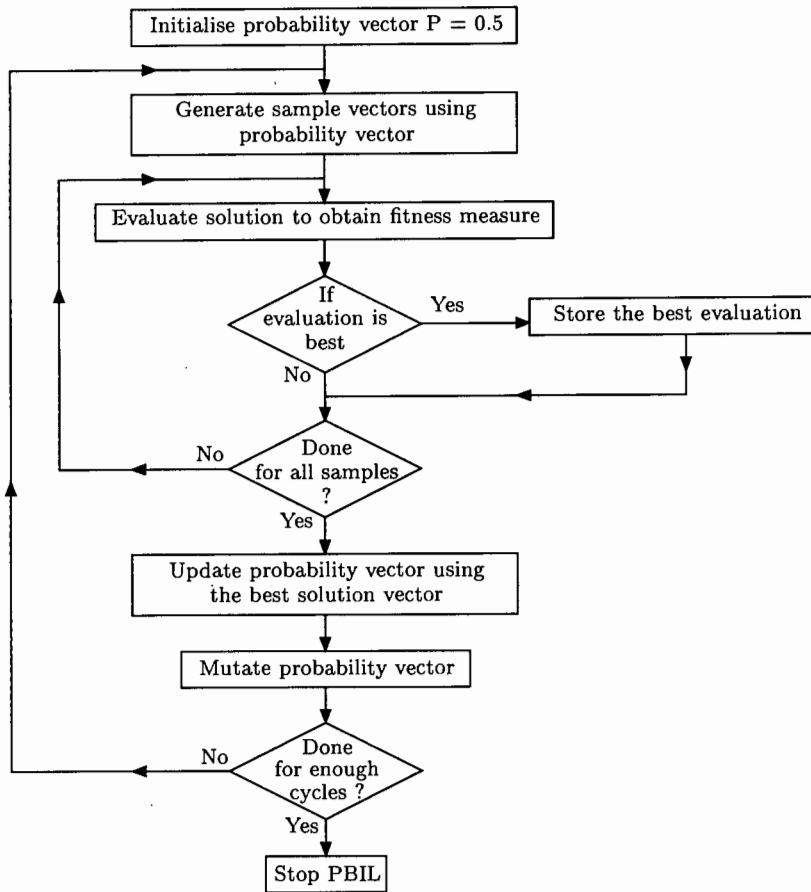 Initialise probability vector P = 0.5
Generate sample vectors using
probability vector
Evaluate solution to obtain fitness measure
If
evaluation is
best
Yes
Store the best evaluation
No
Done
for all samples
?
No
Yes
Update probability vector using
the best solution vector
Mutate probability vector
Done
for enough
cycles ?
No
Yes
Stop PBIL